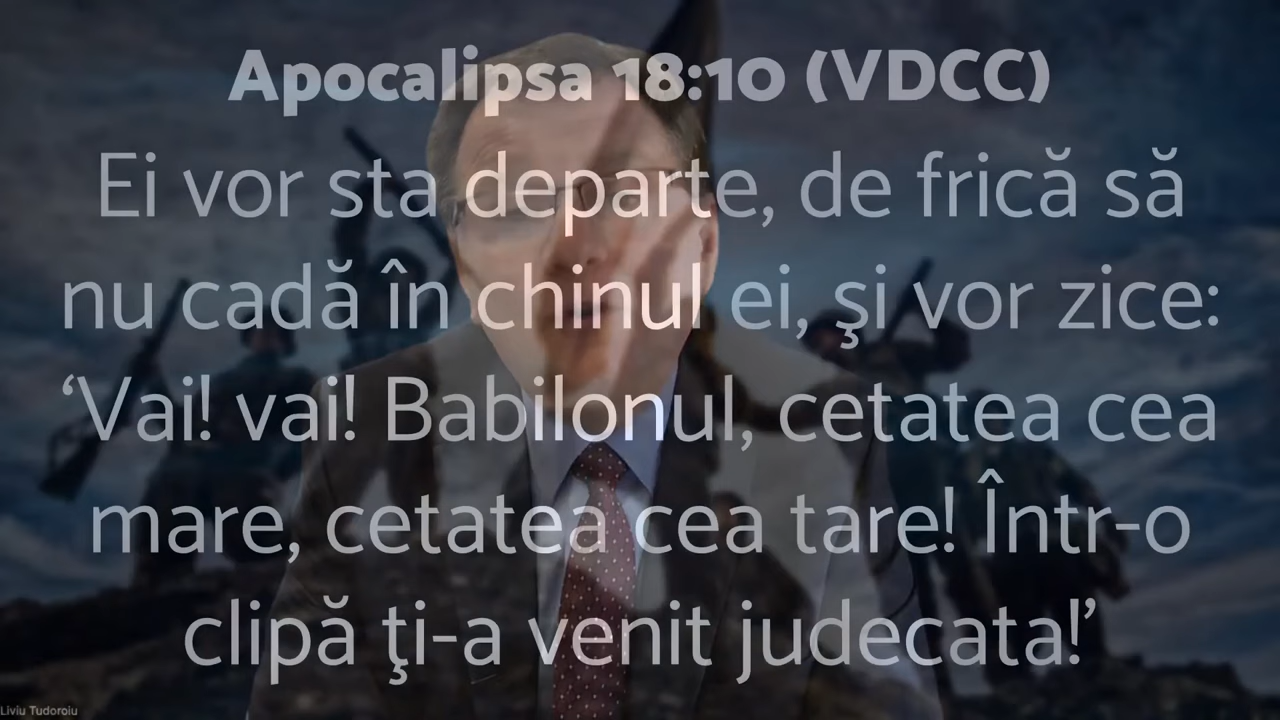 Apocalipsa 18:10 (VDCC)
Ei vor sta departe, de frică să
nu cadă în chinul ei, şi vor zice:
‘Vai! vai! Babilonul, cetatea cea
mare, cetatea cea tare! Într-o
clipă ţi-a venit judecata!’
Liviu Tudoroiu